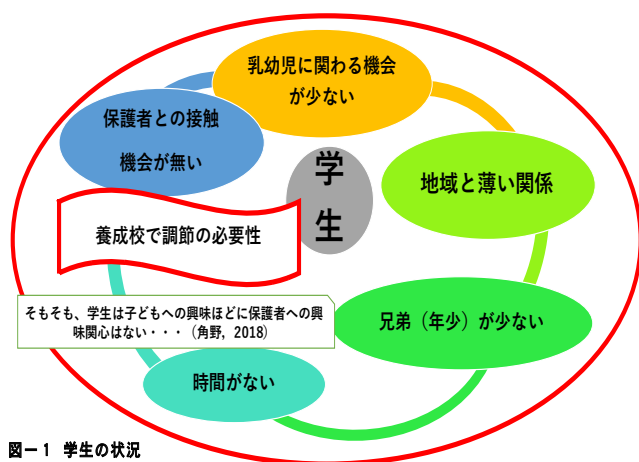 乳幼児に関わる機会
が少ない
保護者との接触
機会が無い
学
生
地域と薄い関係
養成校で調節の必要性
そもそも、学生は子どもへの興味ほどに保護者への興
味関心はない・・・（角野, 2018）
兄弟（年少）が少ない
時間がない
図－1 学生の状況